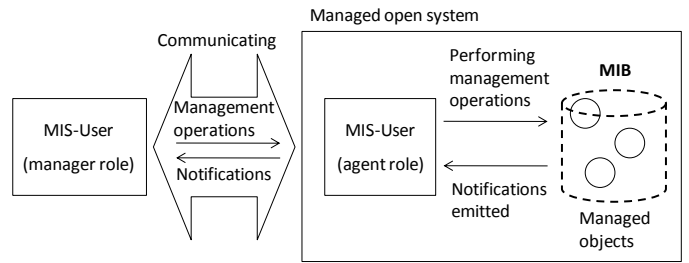 Managed open system
Communicating
Management
operations
Notifications
MIS-User
(manager role)
MIS-User
(agent role)
Performing
management
operations
Notifications
emitted
MIB
Managed
objects